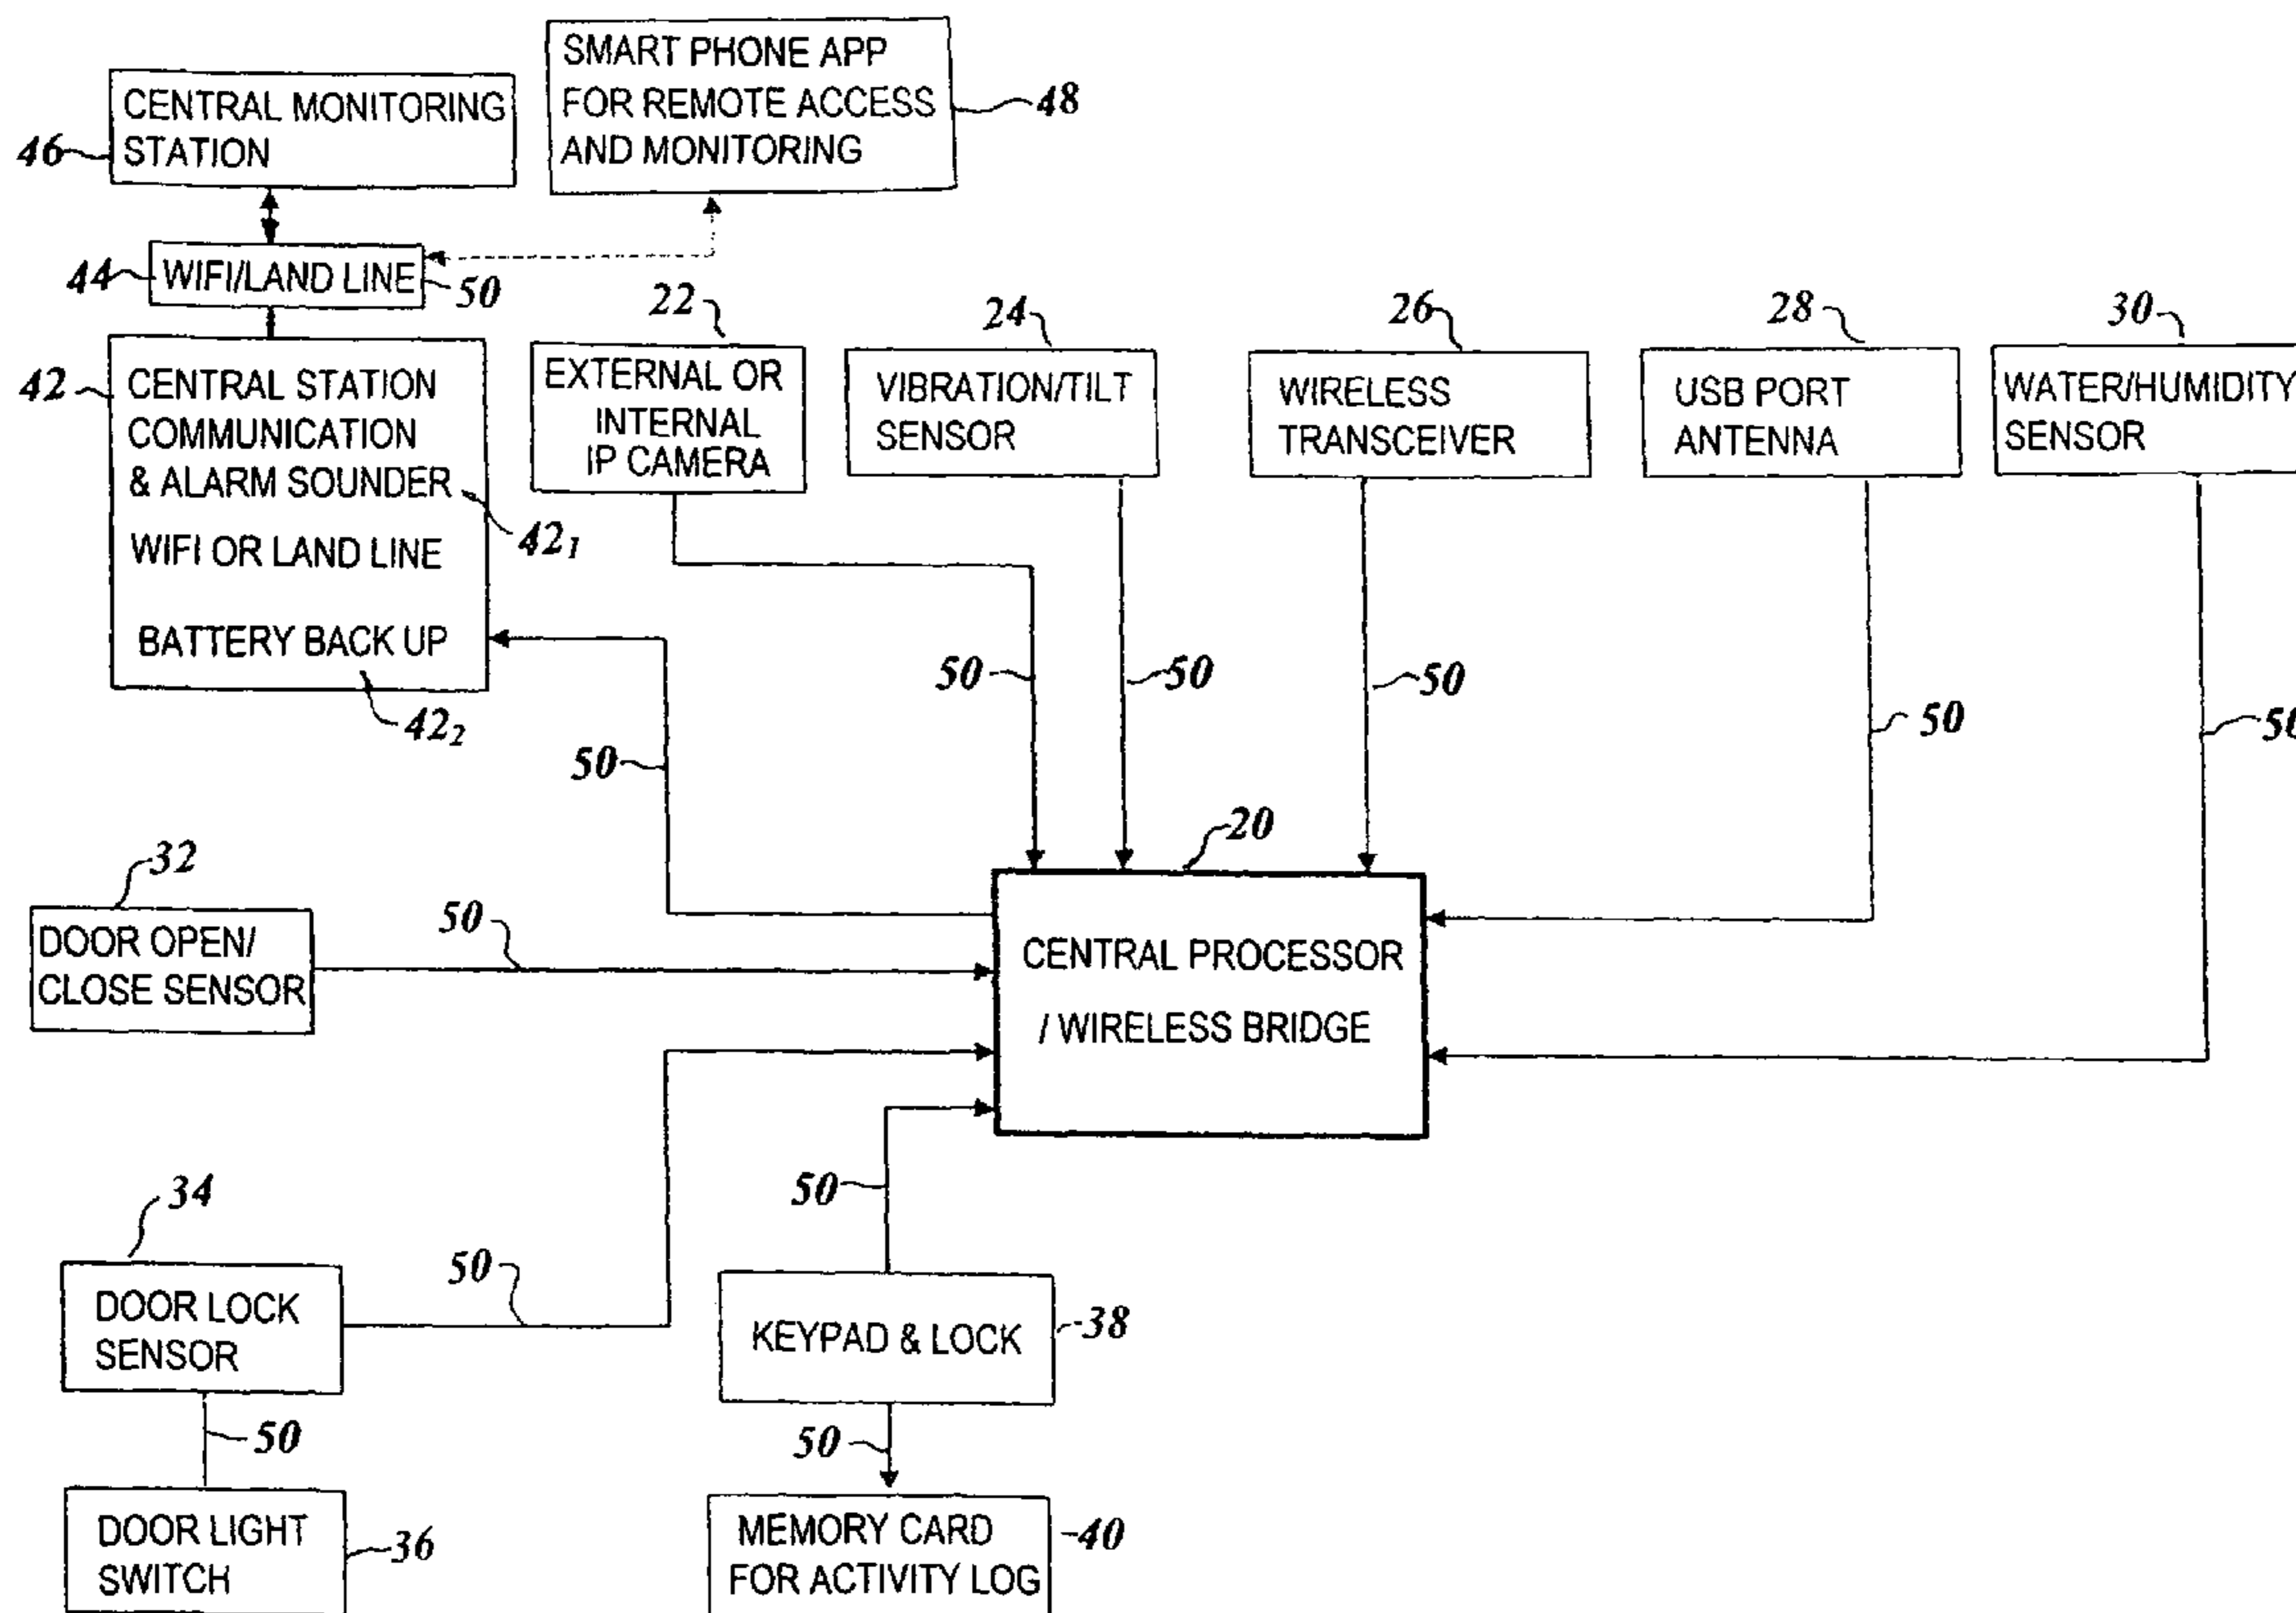 CENTRAL MONITORING
STATION
46
SMART PHONE APP
FOR REMOTE ACCESS
AND MONITORING
48
44
WIFI/LAND LINE
50
42
CENTRAL STATION
COMMUNICATION
& ALARM SOUNDER
42₁
WIFI OR LAND LINE
BATTERY BACK UP
42₂
22
EXTERNAL OR
INTERNAL
IP CAMERA
24
VIBRATION/TILT
SENSOR
26
WIRELESS
TRANSCEIVER
28
USB PORT
ANTENNA
30
WATER/HUMIDITY
SENSOR
50
50
50
50
50
50
20
CENTRAL PROCESSOR
/ WIRELESS BRIDGE
32
DOOR OPEN/
CLOSE SENSOR
50
34
DOOR LOCK
SENSOR
50
50
DOOR LIGHT
SWITCH
36
50
KEYPAD & LOCK
38
50
MEMORY CARD
FOR ACTIVITY LOG
40